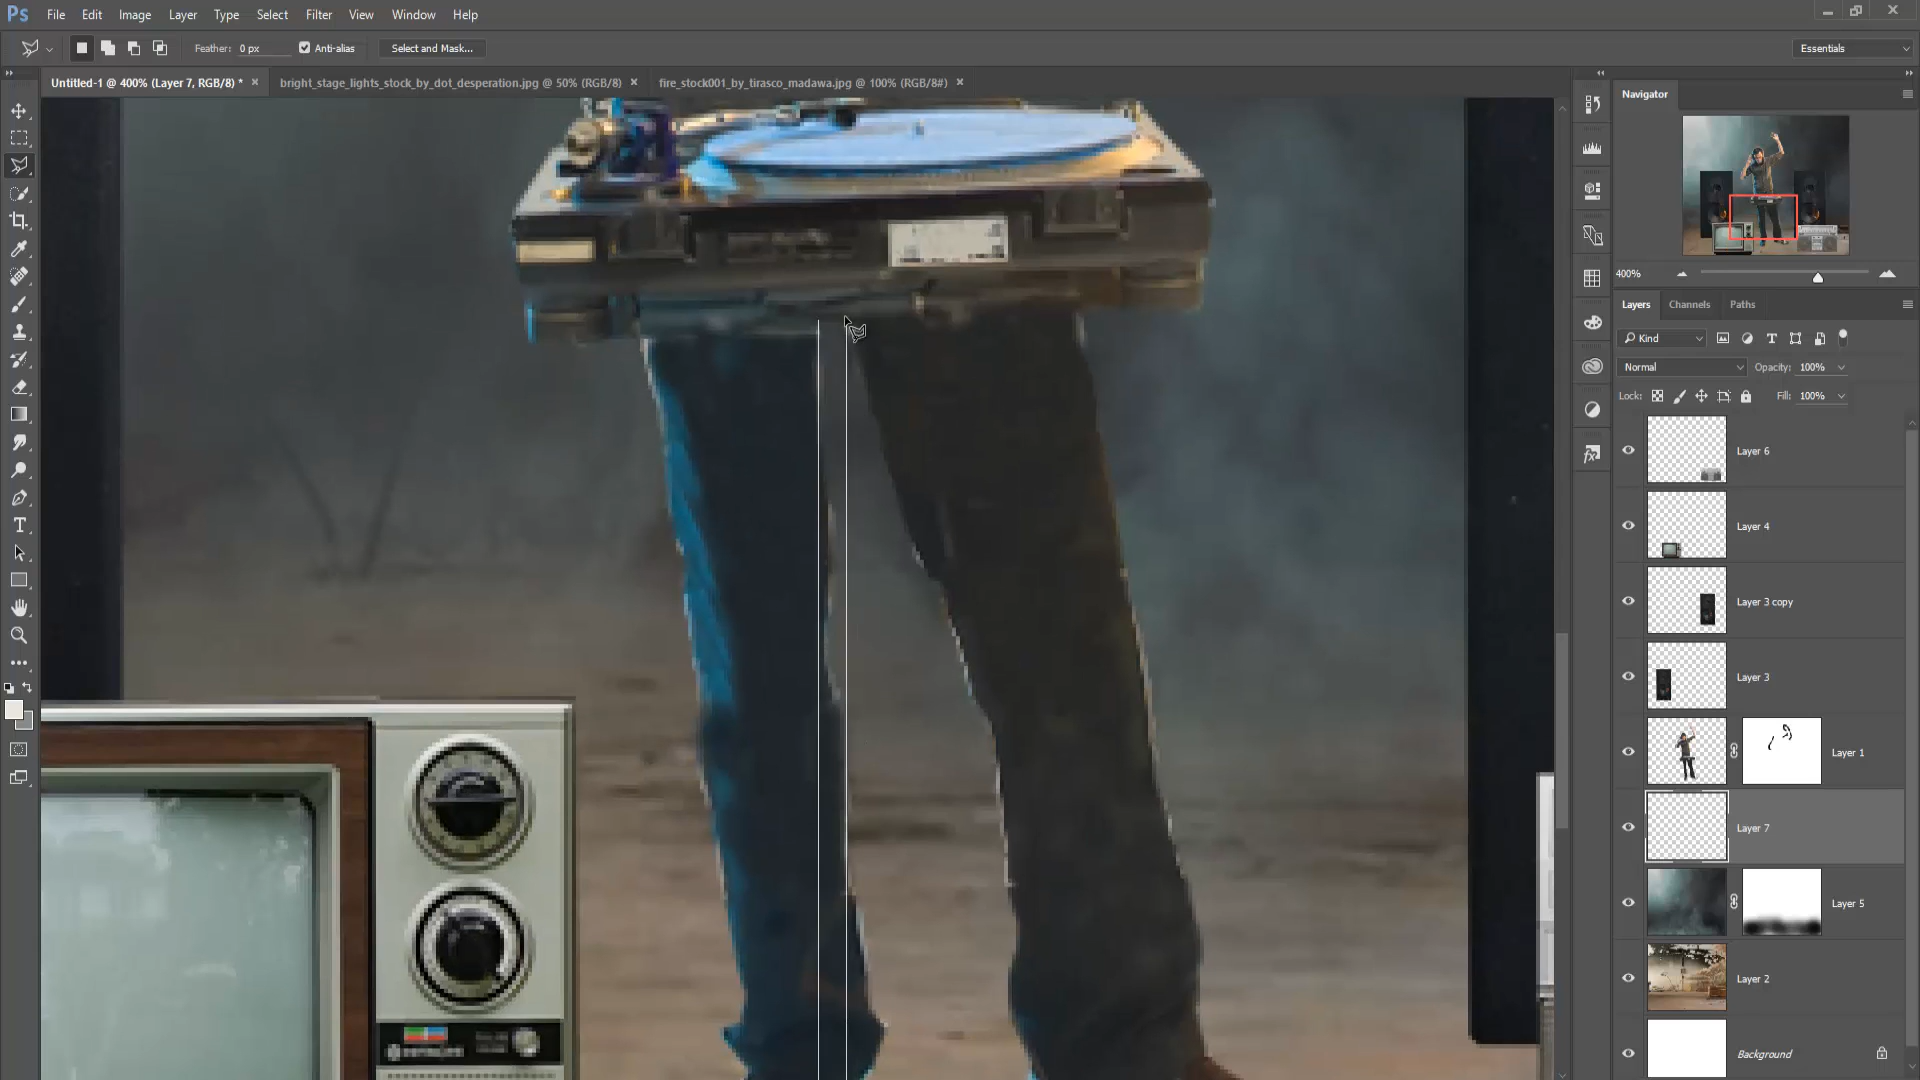 Ps File Edit Image Layer Type Select Filter View Window Help
Feather: 0 px Anti-alias Select and Mask... Essentials
Untitled-1 @ 400% (Layer 7, RGB/8) * × bright_stage_lights_stock_by_dot_desperation.jpg @ 50% (RGB/8) × fire_stock001_by_tirasco_madawa.jpg @ 100% (RGB/8#) ×
Navigator
400%
Layers Channels Paths
Kind
Normal Opacity: 100%
Lock: Fill: 100%
Layer 6
Layer 4
Layer 3 copy
Layer 3
Layer 1
Layer 7
Layer 5
Layer 2
Background